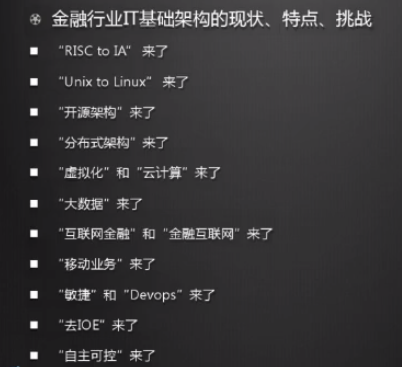 金融行业IT基础架构的现状、特点、挑战
“RISC to IA”来了
“Unix to Linux”来了
“开源架构”来了
“分布式架构”来了
“虚拟化”和“云计算”来了
“大数据”来了
“互联网金融”和“金融互联网”来了
“移动业务”来了
“敏捷”和“Devops”来了
“去IOE”来了
“自主可控”来了